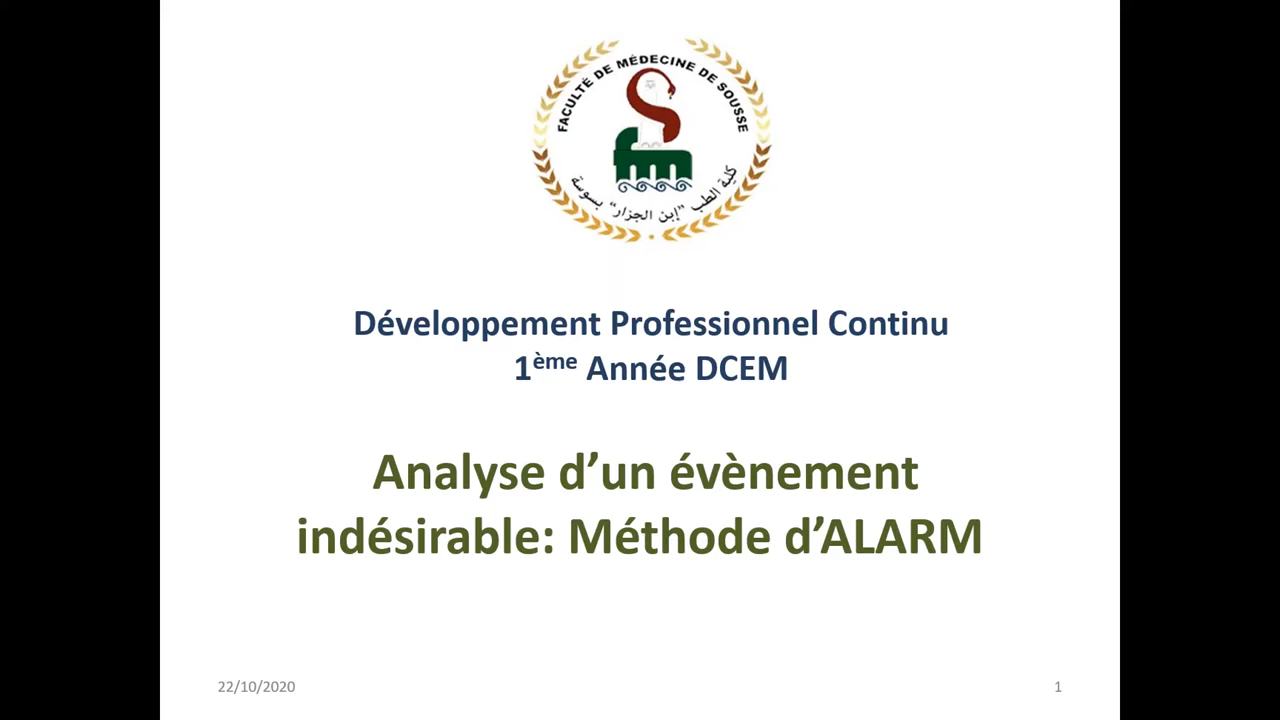 FACULTÉ DE MÉDECINE DE SOUSSE
كلية الطب "إبن الجزار" بسوسة
Développement Professionnel Continu
1ème Année DCEM
Analyse d’un évènement
indésirable: Méthode d’ALARM
22/10/2020
1